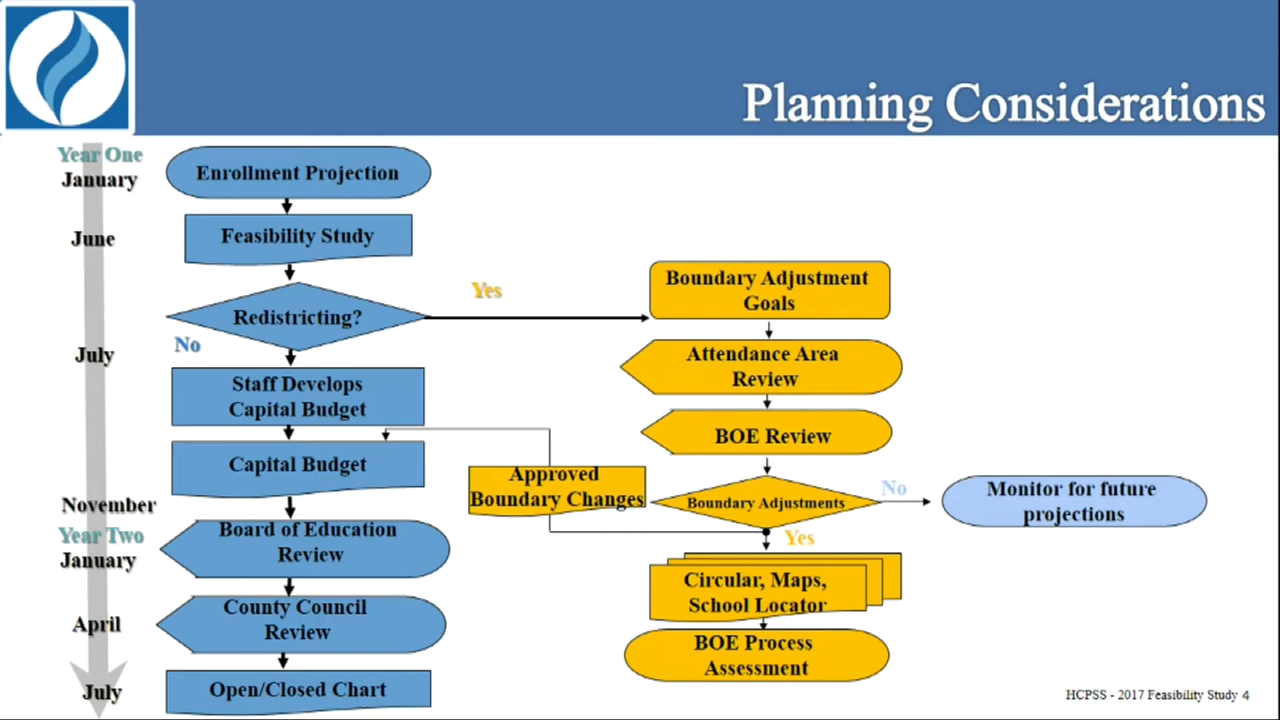 Planning Considerations
Year One
January
June
July
November
Year Two
January
April
July
Enrollment Projection
Feasibility Study
Redistricting?
No
Staff Develops
Capital Budget
Capital Budget
Board of Education
Review
County Council
Review
Open/Closed Chart
Yes
Boundary Adjustment
Goals
Attendance Area
Review
BOE Review
Approved
Boundary Changes
Boundary Adjustments
No
Monitor for future
projections
Yes
Circular, Maps,
School Locator
BOE Process
Assessment
HCPSS - 2017 Feasibility Study 4